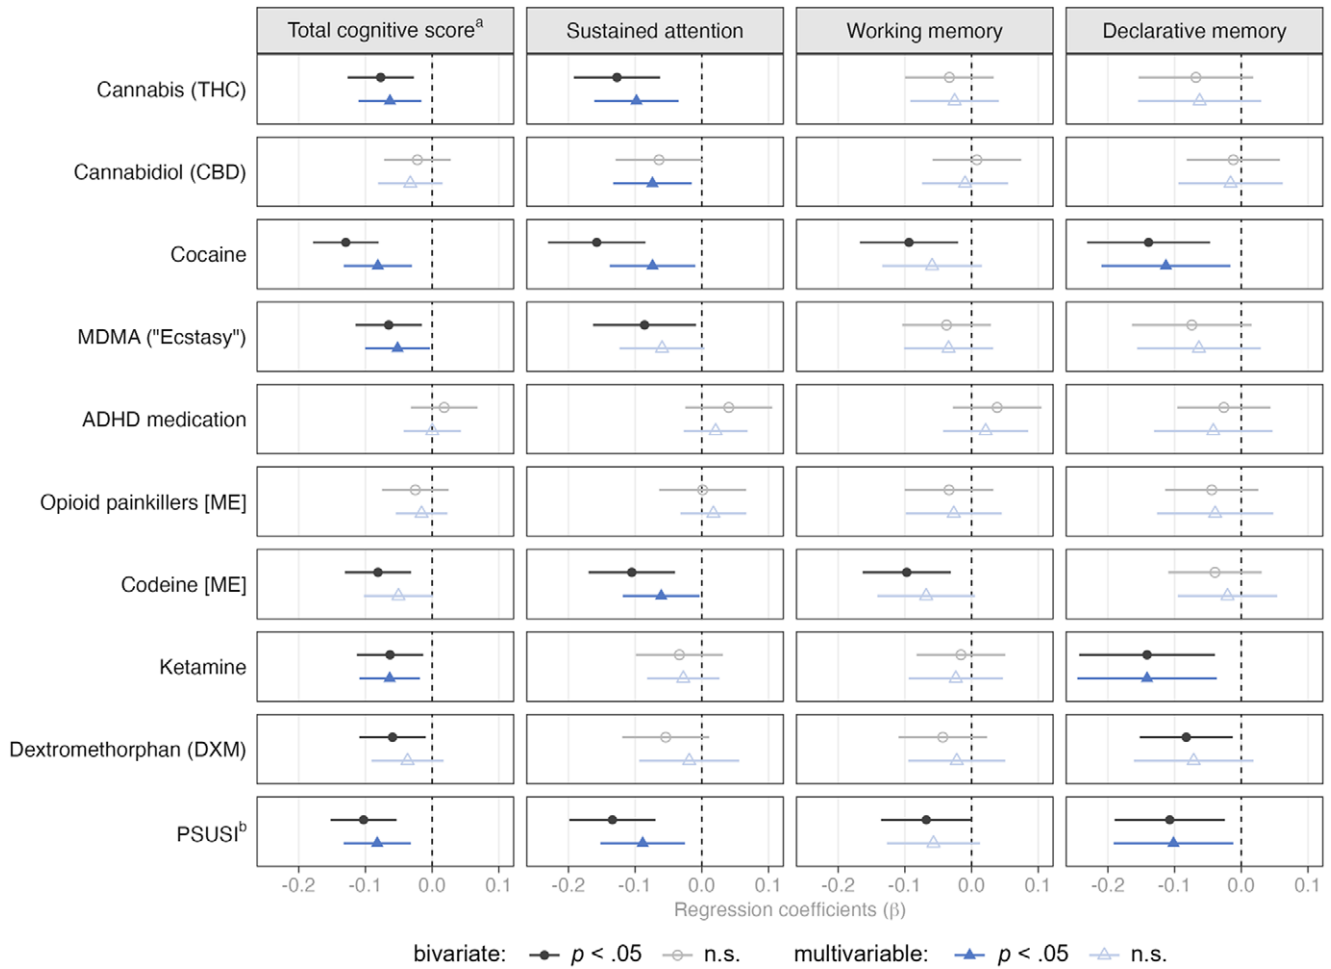 Total cognitive scoreᵃ Sustained attention Working memory Declarative memory
Cannabis (THC)
Cannabidiol (CBD)
Cocaine
MDMA ("Ecstasy")
ADHD medication
Opioid painkillers [ME]
Codeine [ME]
Ketamine
Dextromethorphan (DXM)
PSUSIᵇ
-0.2 -0.1 0.0 0.1 -0.2 -0.1 0.0 0.1 -0.2 -0.1 0.0 0.1 -0.2 -0.1 0.0 0.1
Regression coefficients (β)
bivariate: p < .05 n.s. multivariable: p < .05 n.s.